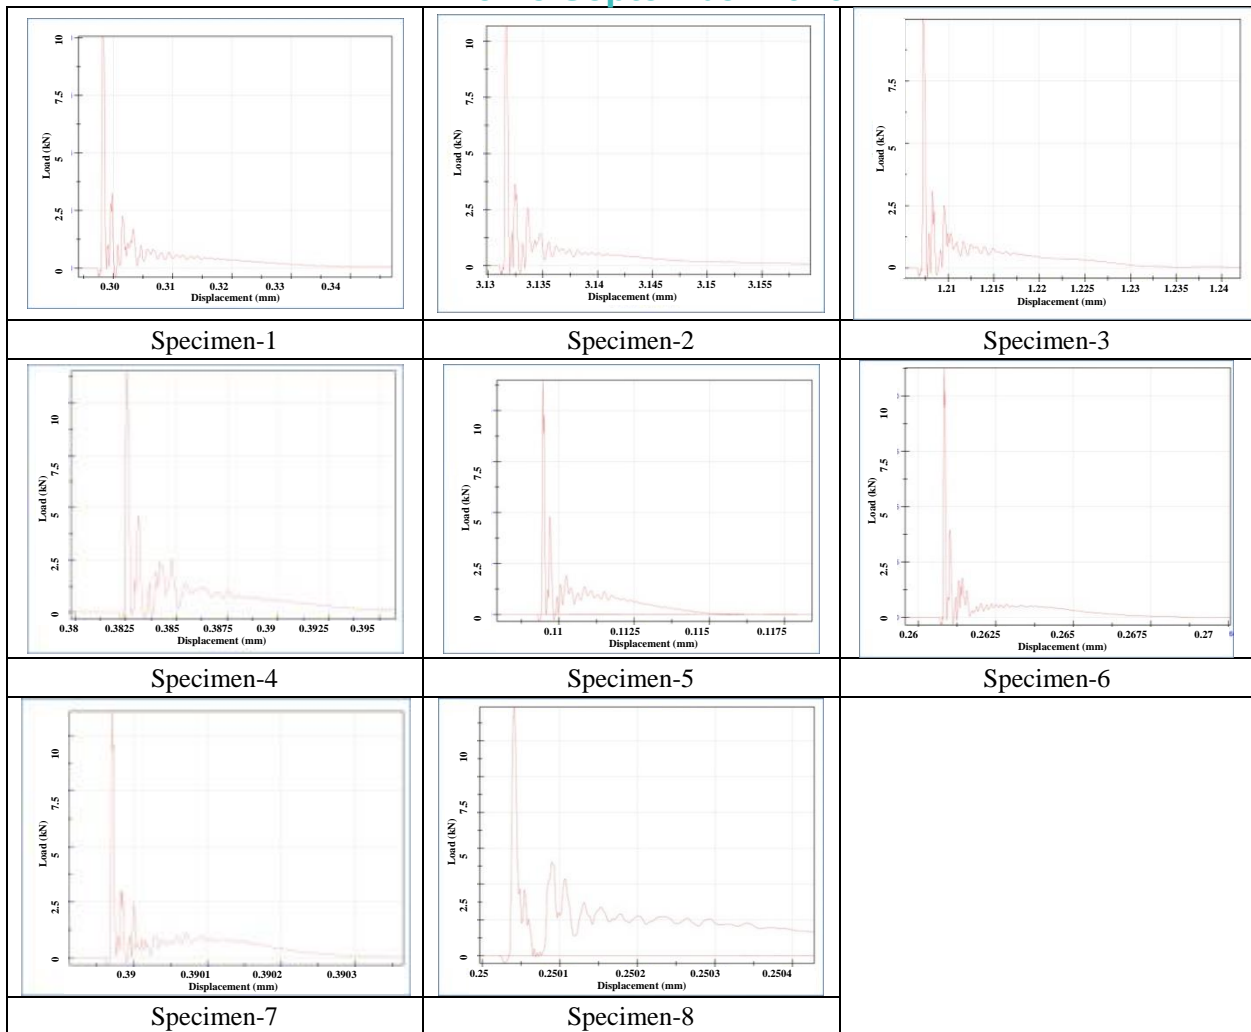 10
7.5
5
2.5
0
Load (kN)
0.30 0.31 0.32 0.33 0.34
Displacement (mm)
10
7.5
5
2.5
0
Load (kN)
3.13 3.135 3.14 3.145 3.15 3.155
Displacement (mm)
7.5
5
2.5
0
Load (kN)
1.21 1.215 1.22 1.225 1.23 1.235 1.24
Displacement (mm)
Specimen-1 Specimen-2 Specimen-3
10
7.5
5
2.5
0
Load (kN)
0.38 0.3825 0.385 0.3875 0.39 0.3925 0.395
Displacement (mm)
10
7.5
5
2.5
0
Load (kN)
0.11 0.1125 0.115 0.1175
Displacement (mm)
10
7.5
5
2.5
0
Load (kN)
0.26 0.2625 0.265 0.2675 0.27
Displacement (mm)
Specimen-4 Specimen-5 Specimen-6
10
7.5
5
2.5
0
Load (kN)
0.39 0.3901 0.3902 0.3903
Displacement (mm)
10
7.5
5
2.5
0
Load (kN)
0.25 0.2501 0.2502 0.2503 0.2504
Displacement (mm)
Specimen-7 Specimen-8